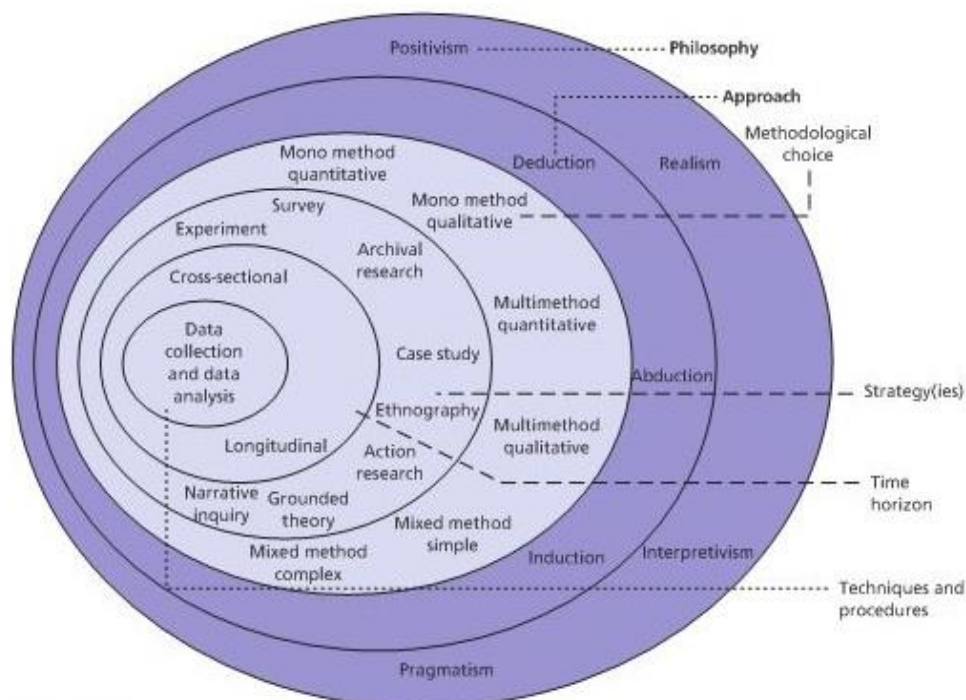 Positivism
Philosophy
Approach
Methodological
choice
Deduction
Realism
Mono method
quantitative
Mono method
qualitative
Survey
Experiment
Archival
research
Cross-sectional
Multimethod
quantitative
Data
collection
and data
analysis
Case study
Abduction
Strategy(ies)
Ethnography
Multimethod
qualitative
Longitudinal
Action
research
Time
horizon
Narrative
inquiry
Grounded
theory
Mixed method
simple
Mixed method
complex
Induction
Interpretivism
Techniques and
procedures
Pragmatism